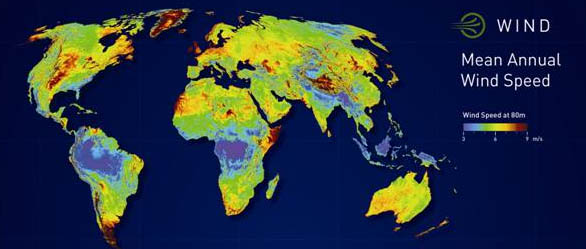 WIND
Mean Annual
Wind Speed
Wind Speed at 80m
3 6 9 m/s